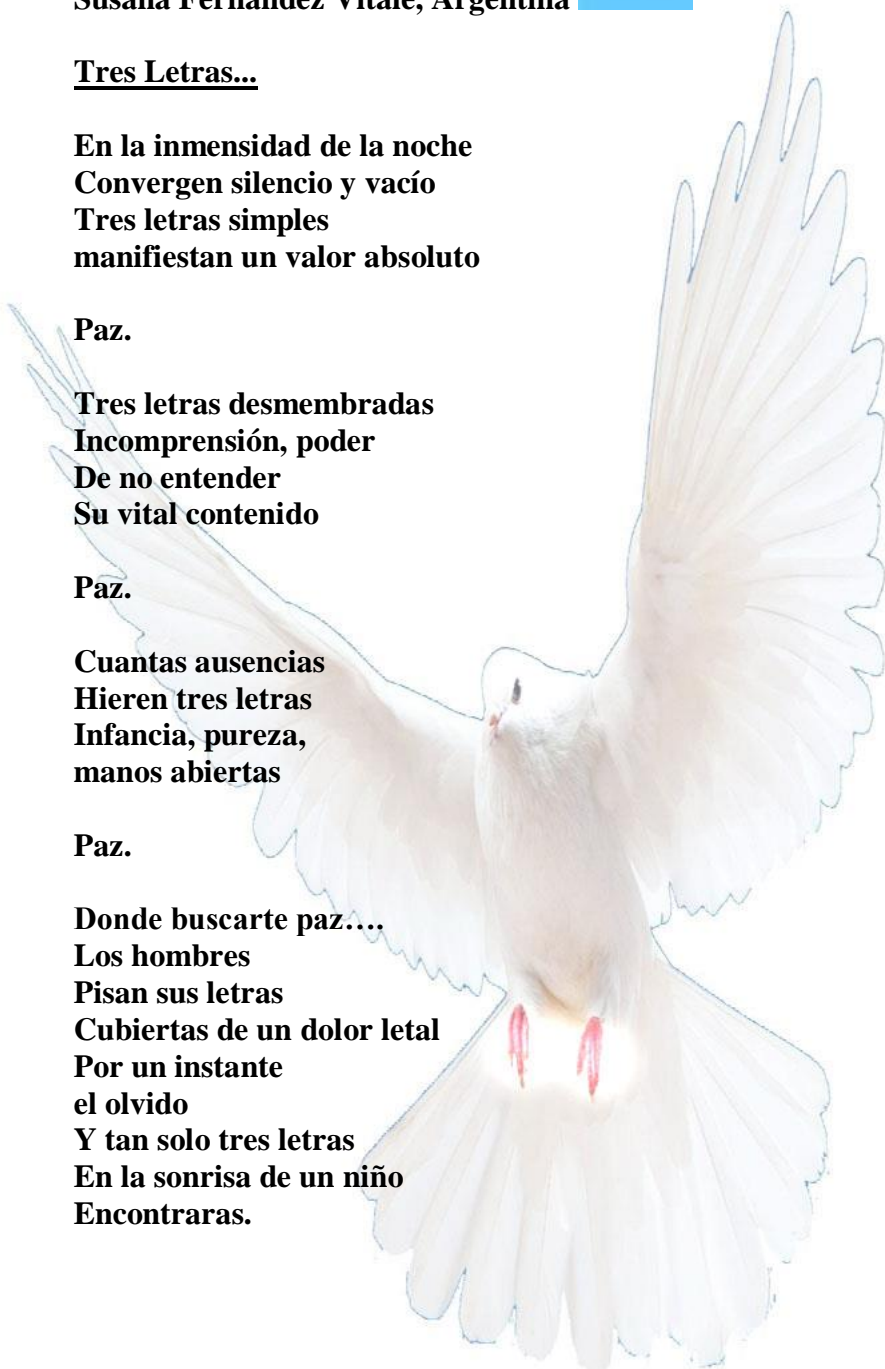 Susana Fernández Vitale, Argentina
Tres Letras...
En la inmensidad de la noche
Convergen silencio y vacío
Tres letras simples
manifiestan un valor absoluto
Paz.
Tres letras desmembradas
Incomprensión, poder
De no entender
Su vital contenido
Paz.
Cuantas ausencias
Hieren tres letras
Infancia, pureza,
manos abiertas
Paz.
Donde buscarte paz….
Los hombres
Pisan sus letras
Cubiertas de un dolor letal
Por un instante
el olvido
Y tan solo tres letras
En la sonrisa de un niño
Encontraras.